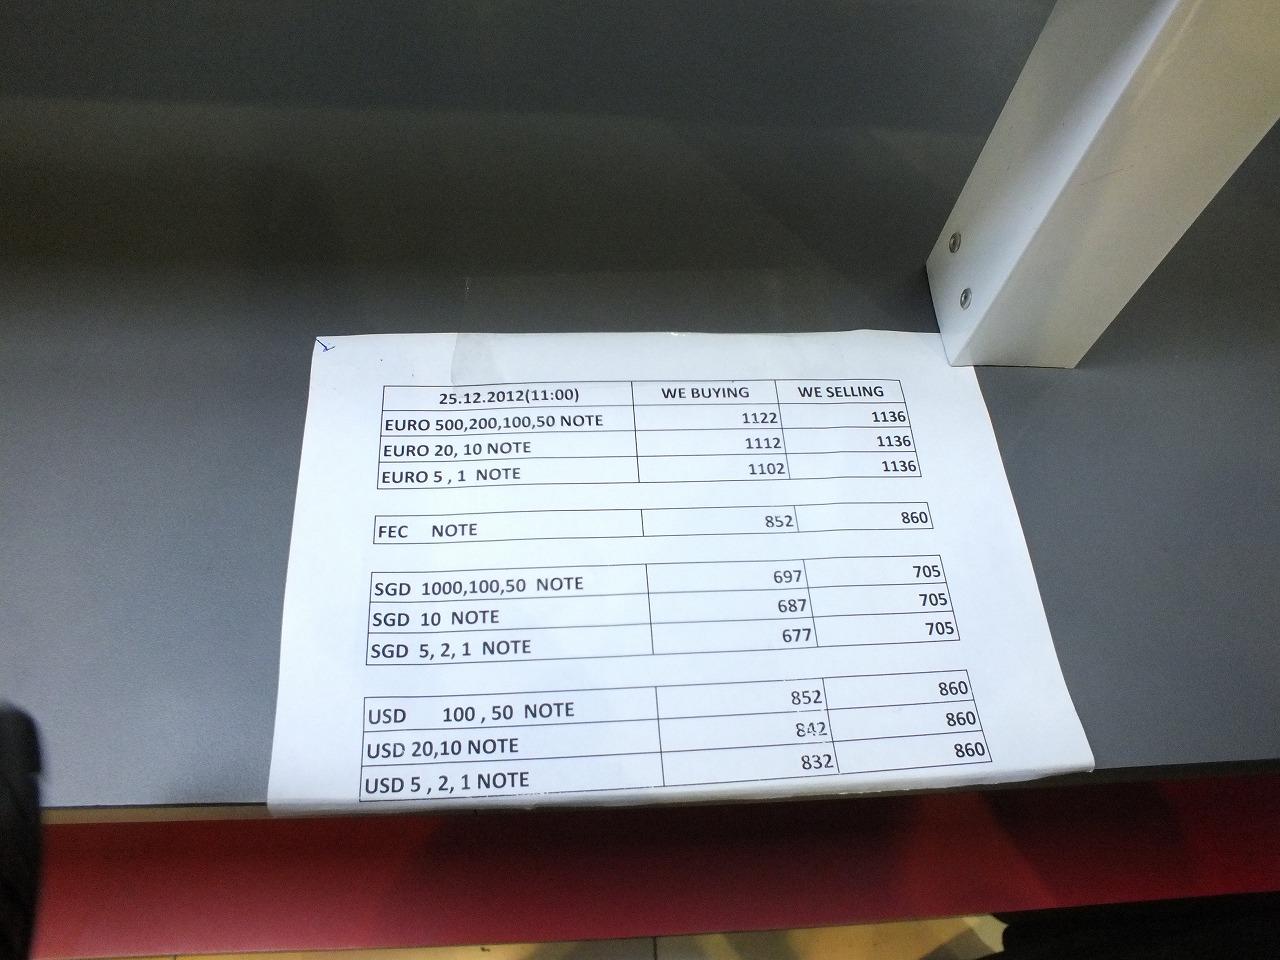 25.12.2012(11:00) WE BUYING WE SELLING
EURO 500,200,100,50 NOTE 1122 1136
EURO 20, 10 NOTE 1112 1136
EURO 5 , 1 NOTE 1102 1136
FEC NOTE 852 860
SGD 1000,100,50 NOTE 697 705
SGD 10 NOTE 687 705
SGD 5, 2, 1 NOTE 677 705
USD 100 , 50 NOTE 852 860
USD 20,10 NOTE 842 860
USD 5 , 2, 1 NOTE 832 860